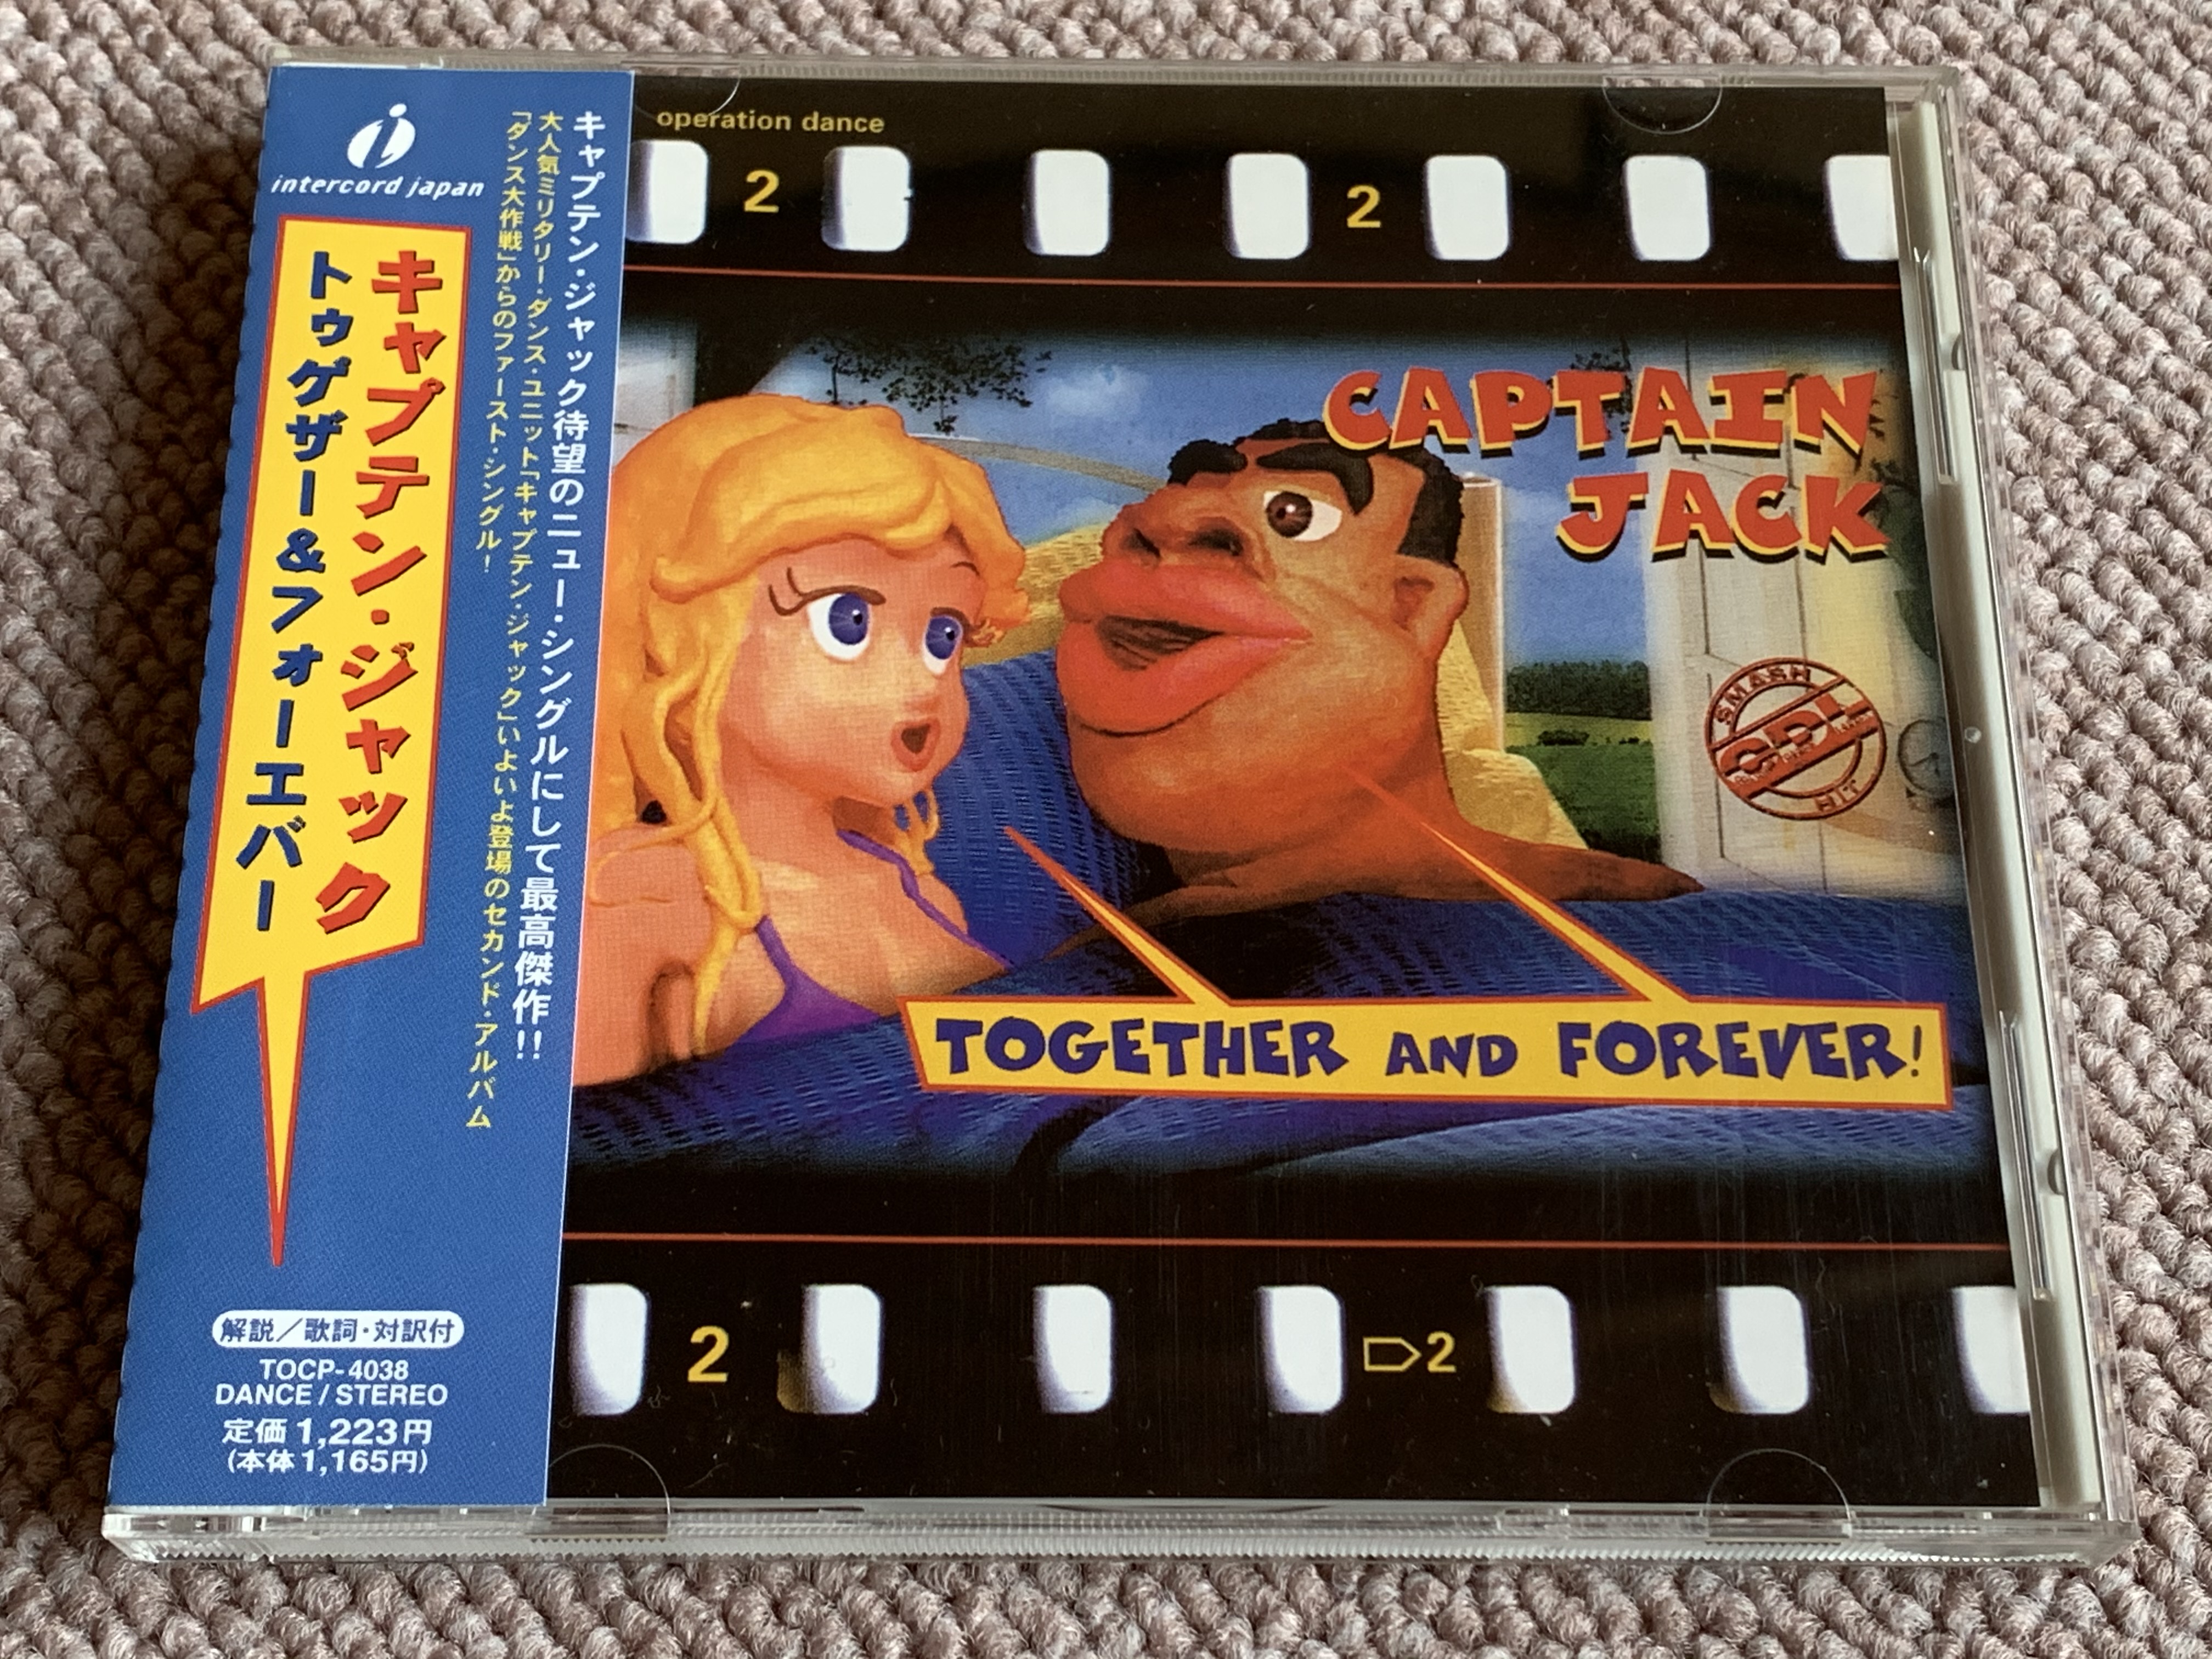 intercord japan
キャプテン・ジャック
トゥゲザー&フォーエバー
キャプテン・ジャック待望のニュー・シングルにして最高傑作!!
大人気ミリタリー・ダンス・ユニット「キャプテン・ジャック」いよいよ登場のセカンド・アルバム
「ダンス大作戦」からのファースト・シングル!
解説/歌詞・対訳付
TOCP-4038
DANCE / STEREO
定価1,223円
(本体1,165円)
operation dance
2
2
CAPTAIN
JACK
SMASH
CDL
HIT
TOGETHER AND FOREVER!
2
2